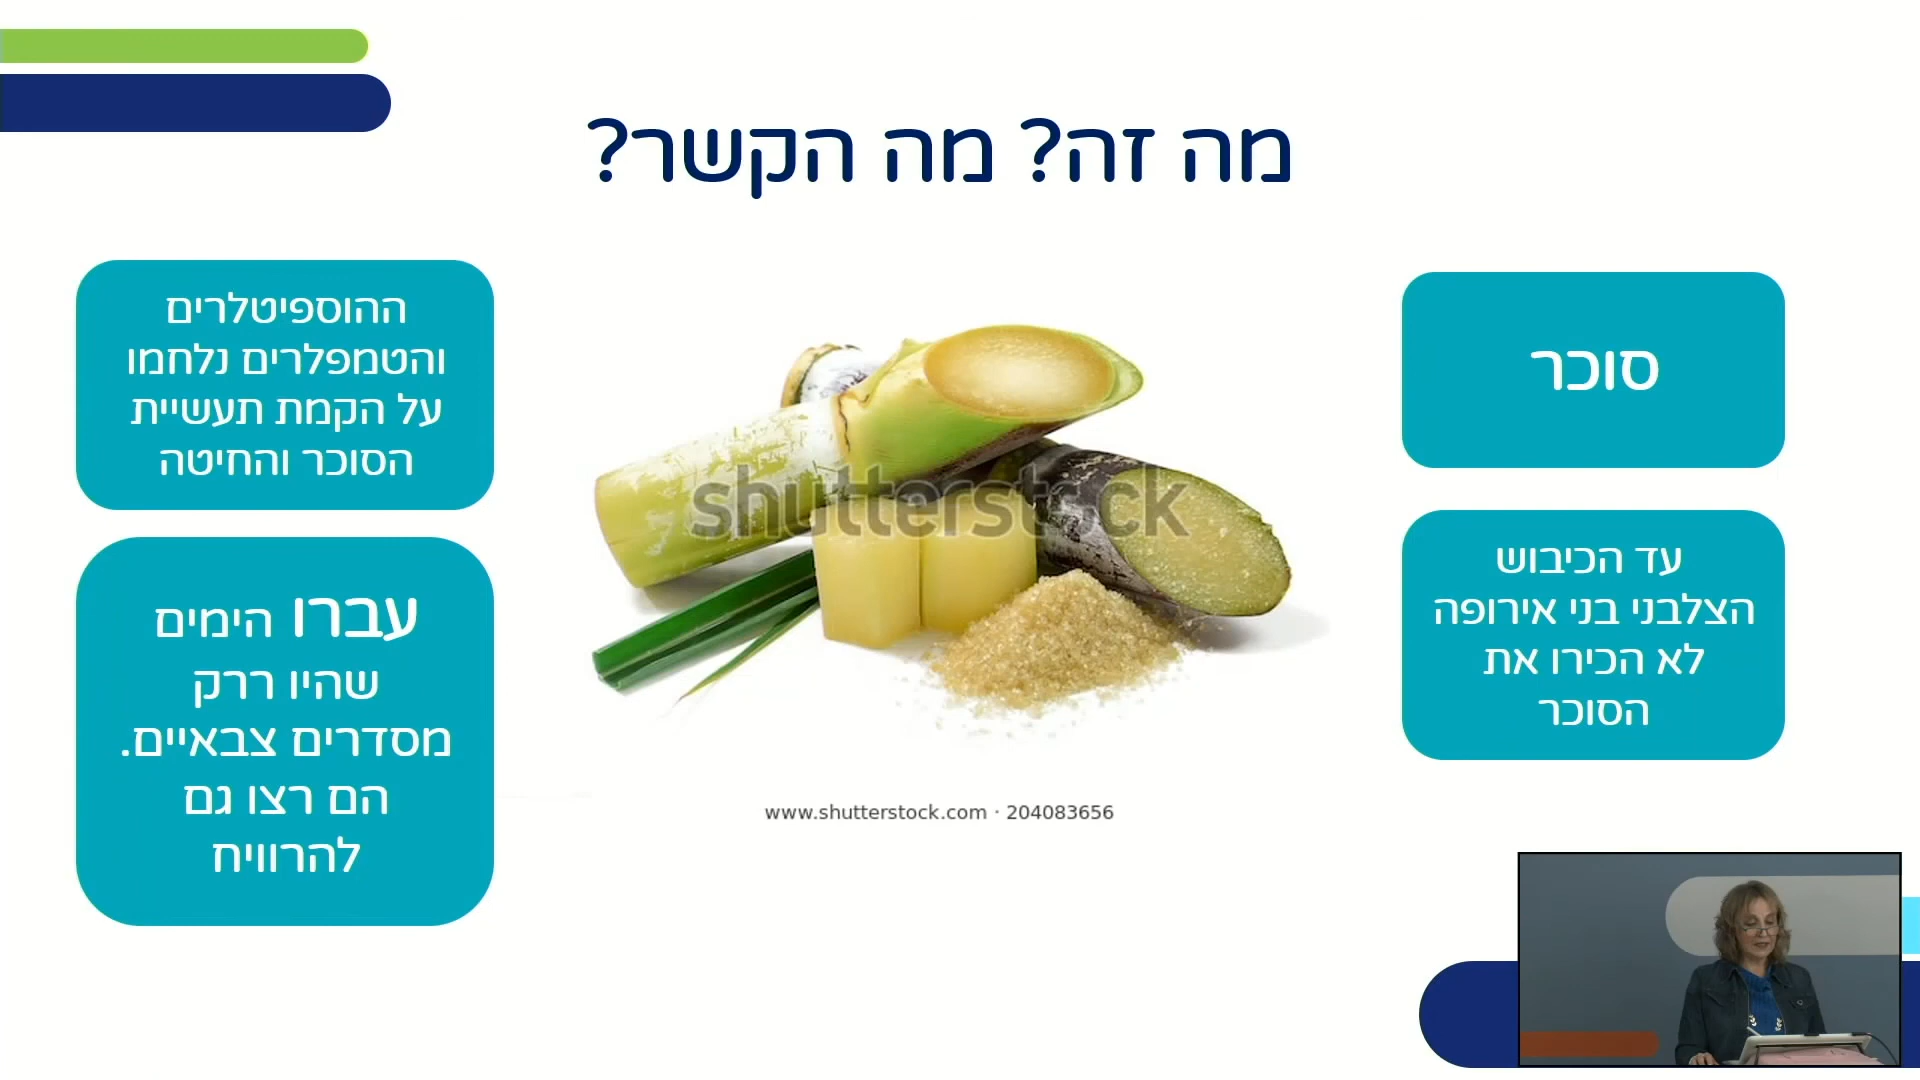 מה זה? מה הקשר?
סוכר
עד הכיבוש
הצלבני בני אירופה
לא הכירו את
הסוכר
ההוספיטלרים
והטמפלרים נלחמו
על הקמת תעשיית
הסוכר והחיטה
עברו הימים
שהיו ררק
מסדרים צבאיים.
הם רצו גם
להרוויח
shutterstock
www.shutterstock.com · 204083656